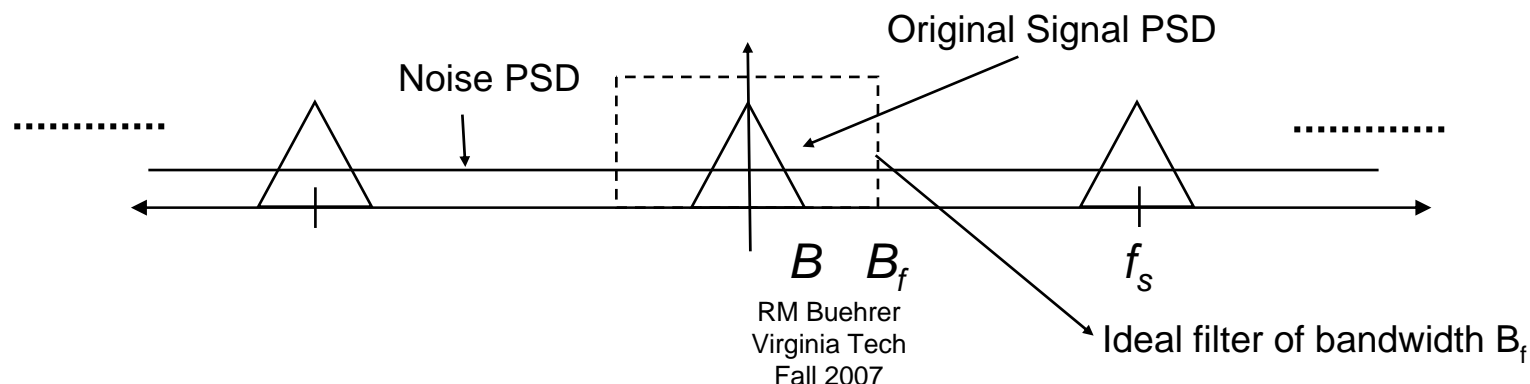 Original Signal PSD
Noise PSD
B B_f f_s
RM Buehrer
Virginia Tech
Fall 2007
Ideal filter of bandwidth B_f